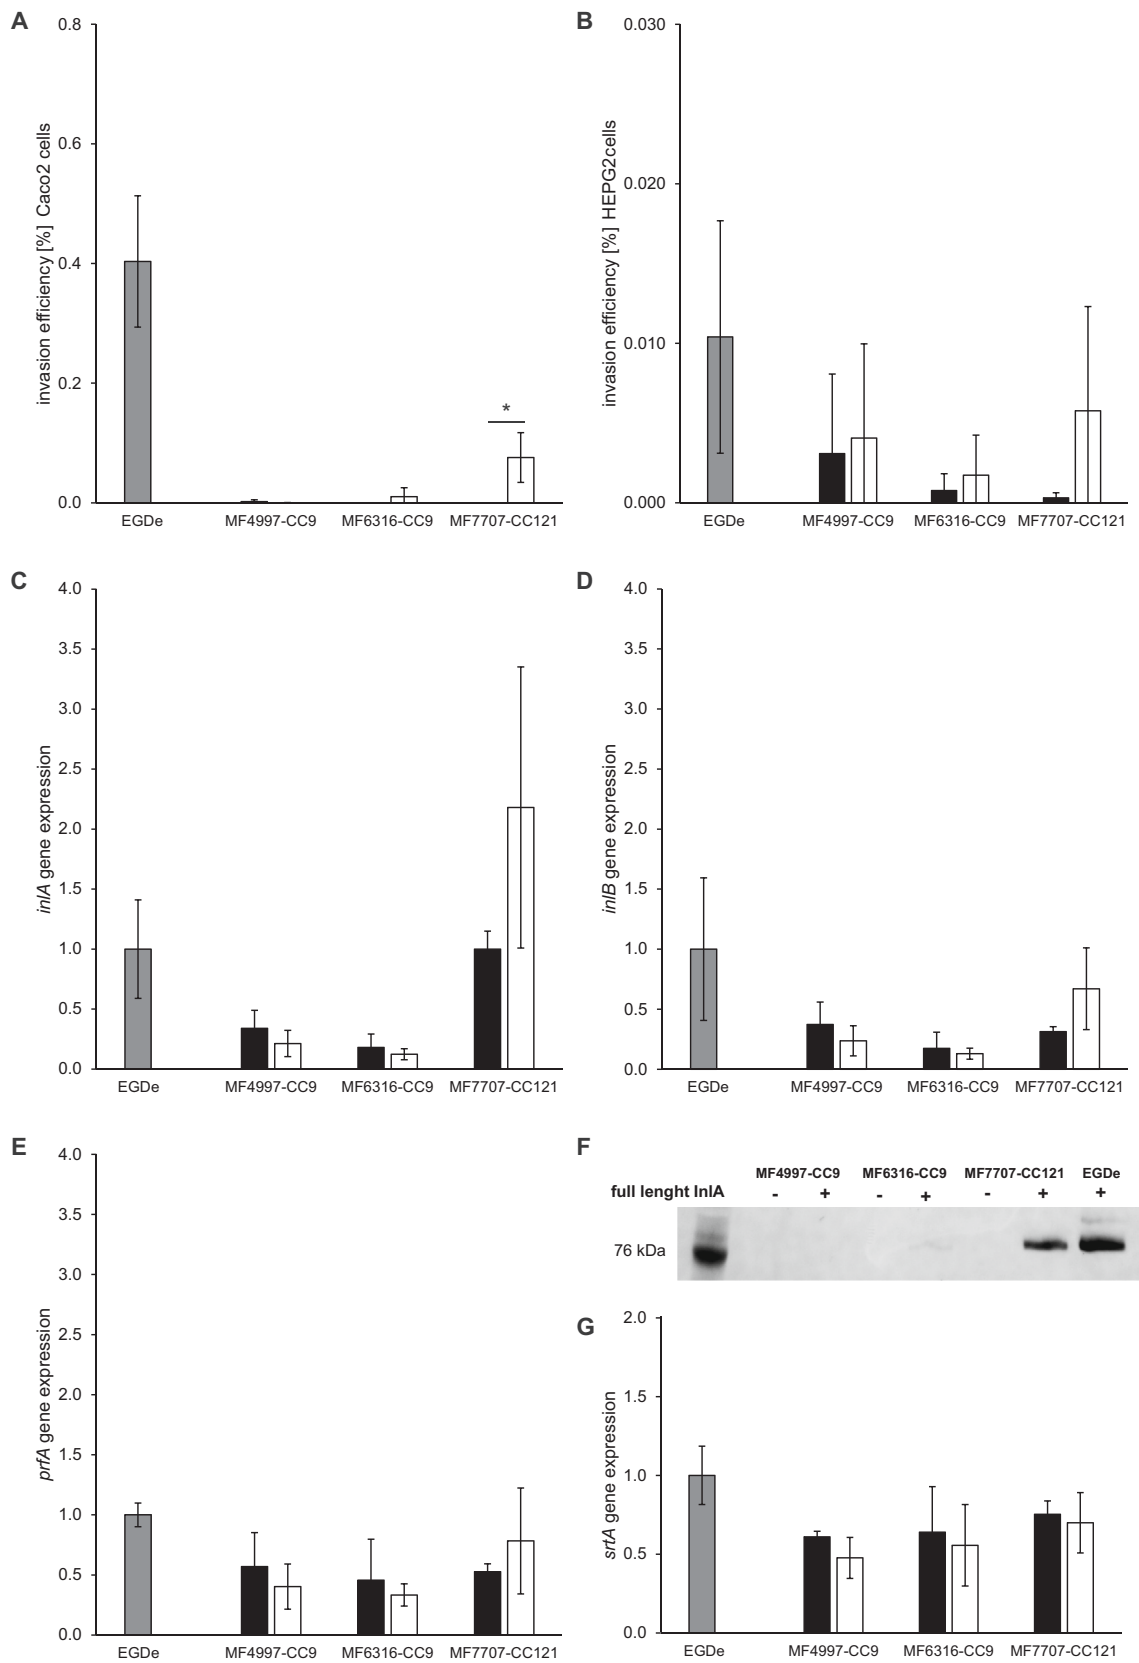 A
invasion efficiency [%] Caco2 cells
0.8
0.6
0.4
0.2
0.0
*
EGDe MF4997-CC9 MF6316-CC9 MF7707-CC121
B
invasion efficiency [%] HEPG2cells
0.030
0.020
0.010
0.000
EGDe MF4997-CC9 MF6316-CC9 MF7707-CC121
C
inlA gene expression
4.0
3.5
3.0
2.5
2.0
1.5
1.0
0.5
0.0
EGDe MF4997-CC9 MF6316-CC9 MF7707-CC121
D
inlB gene expression
4.0
3.5
3.0
2.5
2.0
1.5
1.0
0.5
0.0
EGDe MF4997-CC9 MF6316-CC9 MF7707-CC121
E
prfA gene expression
4.0
3.5
3.0
2.5
2.0
1.5
1.0
0.5
0.0
EGDe MF4997-CC9 MF6316-CC9 MF7707-CC121
F
MF4997-CC9 MF6316-CC9 MF7707-CC121 EGDe
full lenght InlA - + - + - + +
76 kDa
G
srtA gene expression
2.0
1.5
1.0
0.5
0.0
EGDe MF4997-CC9 MF6316-CC9 MF7707-CC121